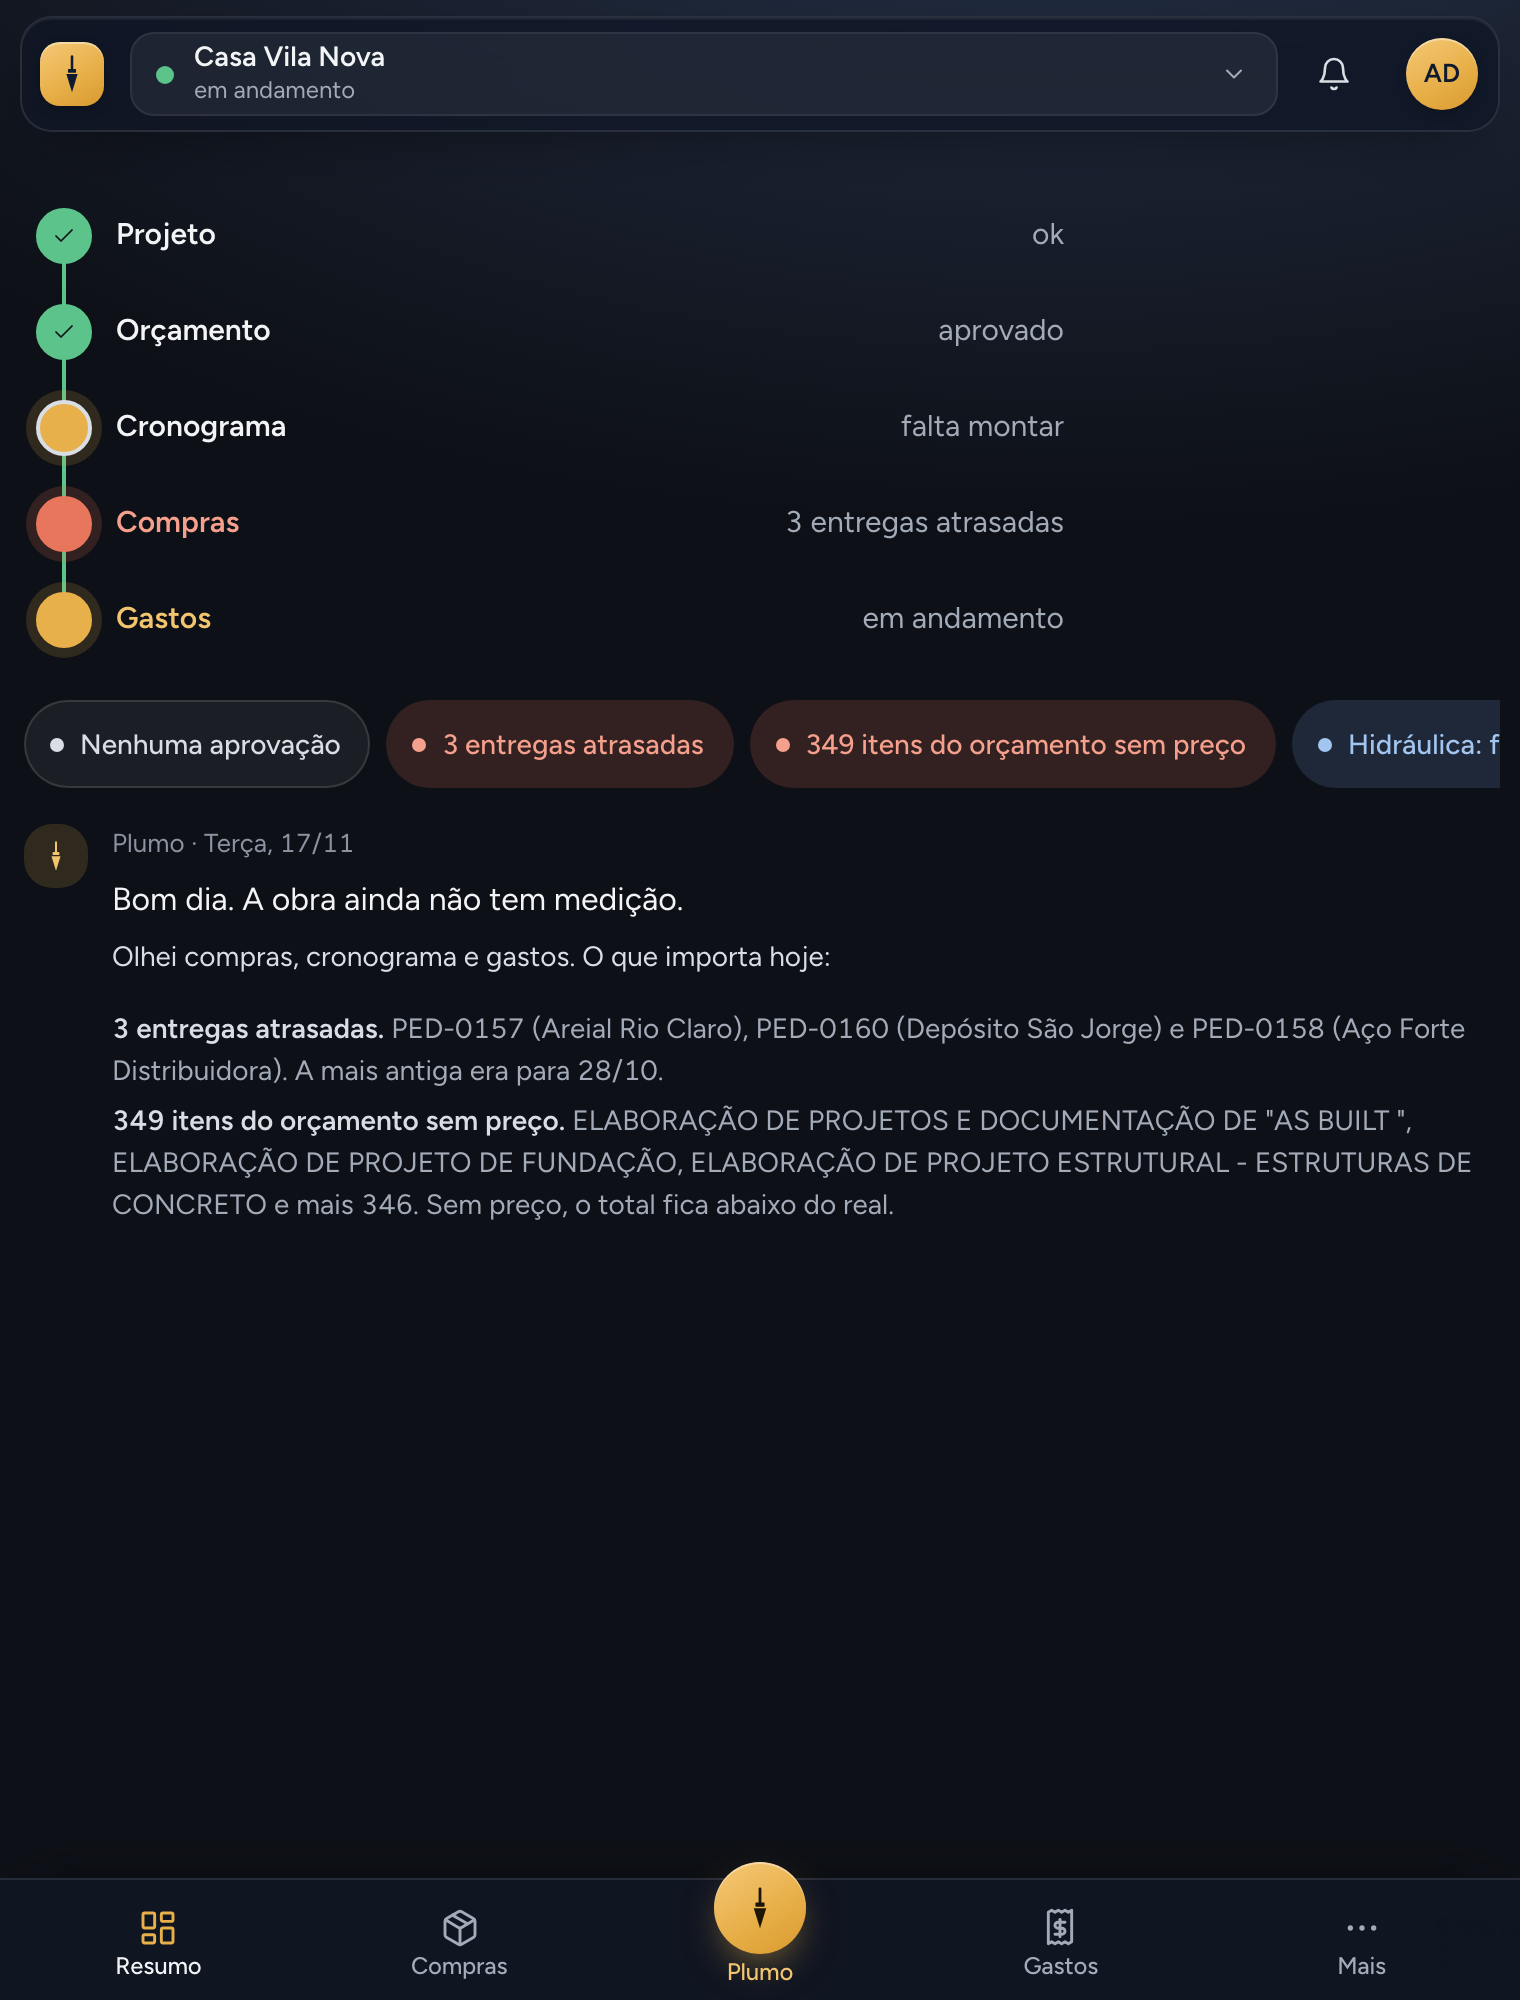 Casa Vila Nova
em andamento
AD
Projeto
ok
Orçamento
aprovado
Cronograma
falta montar
Compras
3 entregas atrasadas
Gastos
em andamento
Nenhuma aprovação
3 entregas atrasadas
349 itens do orçamento sem preço
Hidráulica: f
Plumo · Terça, 17/11
Bom dia. A obra ainda não tem medição.
Olhei compras, cronograma e gastos. O que importa hoje:
3 entregas atrasadas. PED-0157 (Areial Rio Claro), PED-0160 (Depósito São Jorge) e PED-0158 (Aço Forte
Distribuidora). A mais antiga era para 28/10.
349 itens do orçamento sem preço. ELABORAÇÃO DE PROJETOS E DOCUMENTAÇÃO DE "AS BUILT ",
ELABORAÇÃO DE PROJETO DE FUNDAÇÃO, ELABORAÇÃO DE PROJETO ESTRUTURAL - ESTRUTURAS DE
CONCRETO e mais 346. Sem preço, o total fica abaixo do real.
Resumo
Compras
Plumo
Gastos
Mais